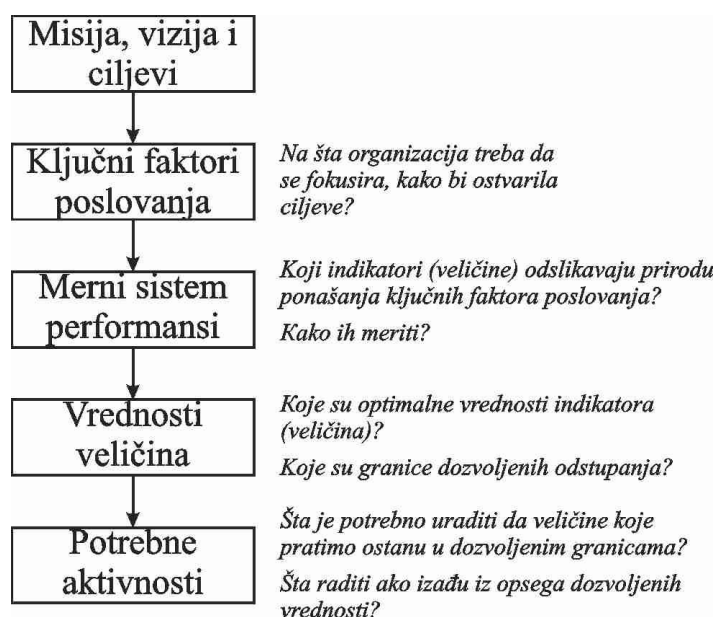 Misija, vizija i
ciljevi
Ključni faktori
poslovanja
Na šta organizacija treba da
se fokusira, kako bi ostvarila
ciljeve?
Merni sistem
performansi
Koji indikatori (veličine) odslikavaju prirodu
ponašanja ključnih faktora poslovanja?
Kako ih meriti?
Vrednosti
veličina
Koje su optimalne vrednosti indikatora
(veličina)?
Koje su granice dozvoljenih odstupanja?
Potrebne
aktivnosti
Šta je potrebno uraditi da veličine koje
pratimo ostanu u dozvoljenim granicama?
Šta raditi ako izađu iz opsega dozvoljenih
vrednosti?